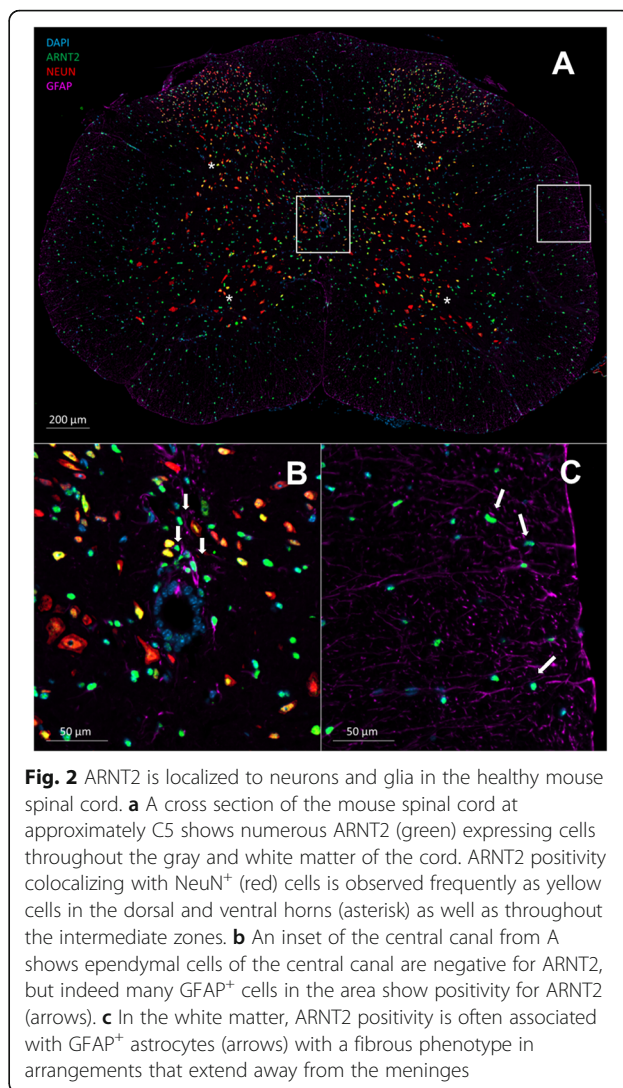 DAPI
ARNT2
NEUN
GFAP
A
*
*
*
*
200 µm
B
C
50 µm
50 µm
Fig. 2 ARNT2 is localized to neurons and glia in the healthy mouse
spinal cord. a A cross section of the mouse spinal cord at
approximately C5 shows numerous ARNT2 (green) expressing cells
throughout the gray and white matter of the cord. ARNT2 positivity
colocalizing with NeuN⁺ (red) cells is observed frequently as yellow
cells in the dorsal and ventral horns (asterisk) as well as throughout
the intermediate zones. b An inset of the central canal from A
shows ependymal cells of the central canal are negative for ARNT2,
but indeed many GFAP⁺ cells in the area show positivity for ARNT2
(arrows). c In the white matter, ARNT2 positivity is often associated
with GFAP⁺ astrocytes (arrows) with a fibrous phenotype in
arrangements that extend away from the meninges